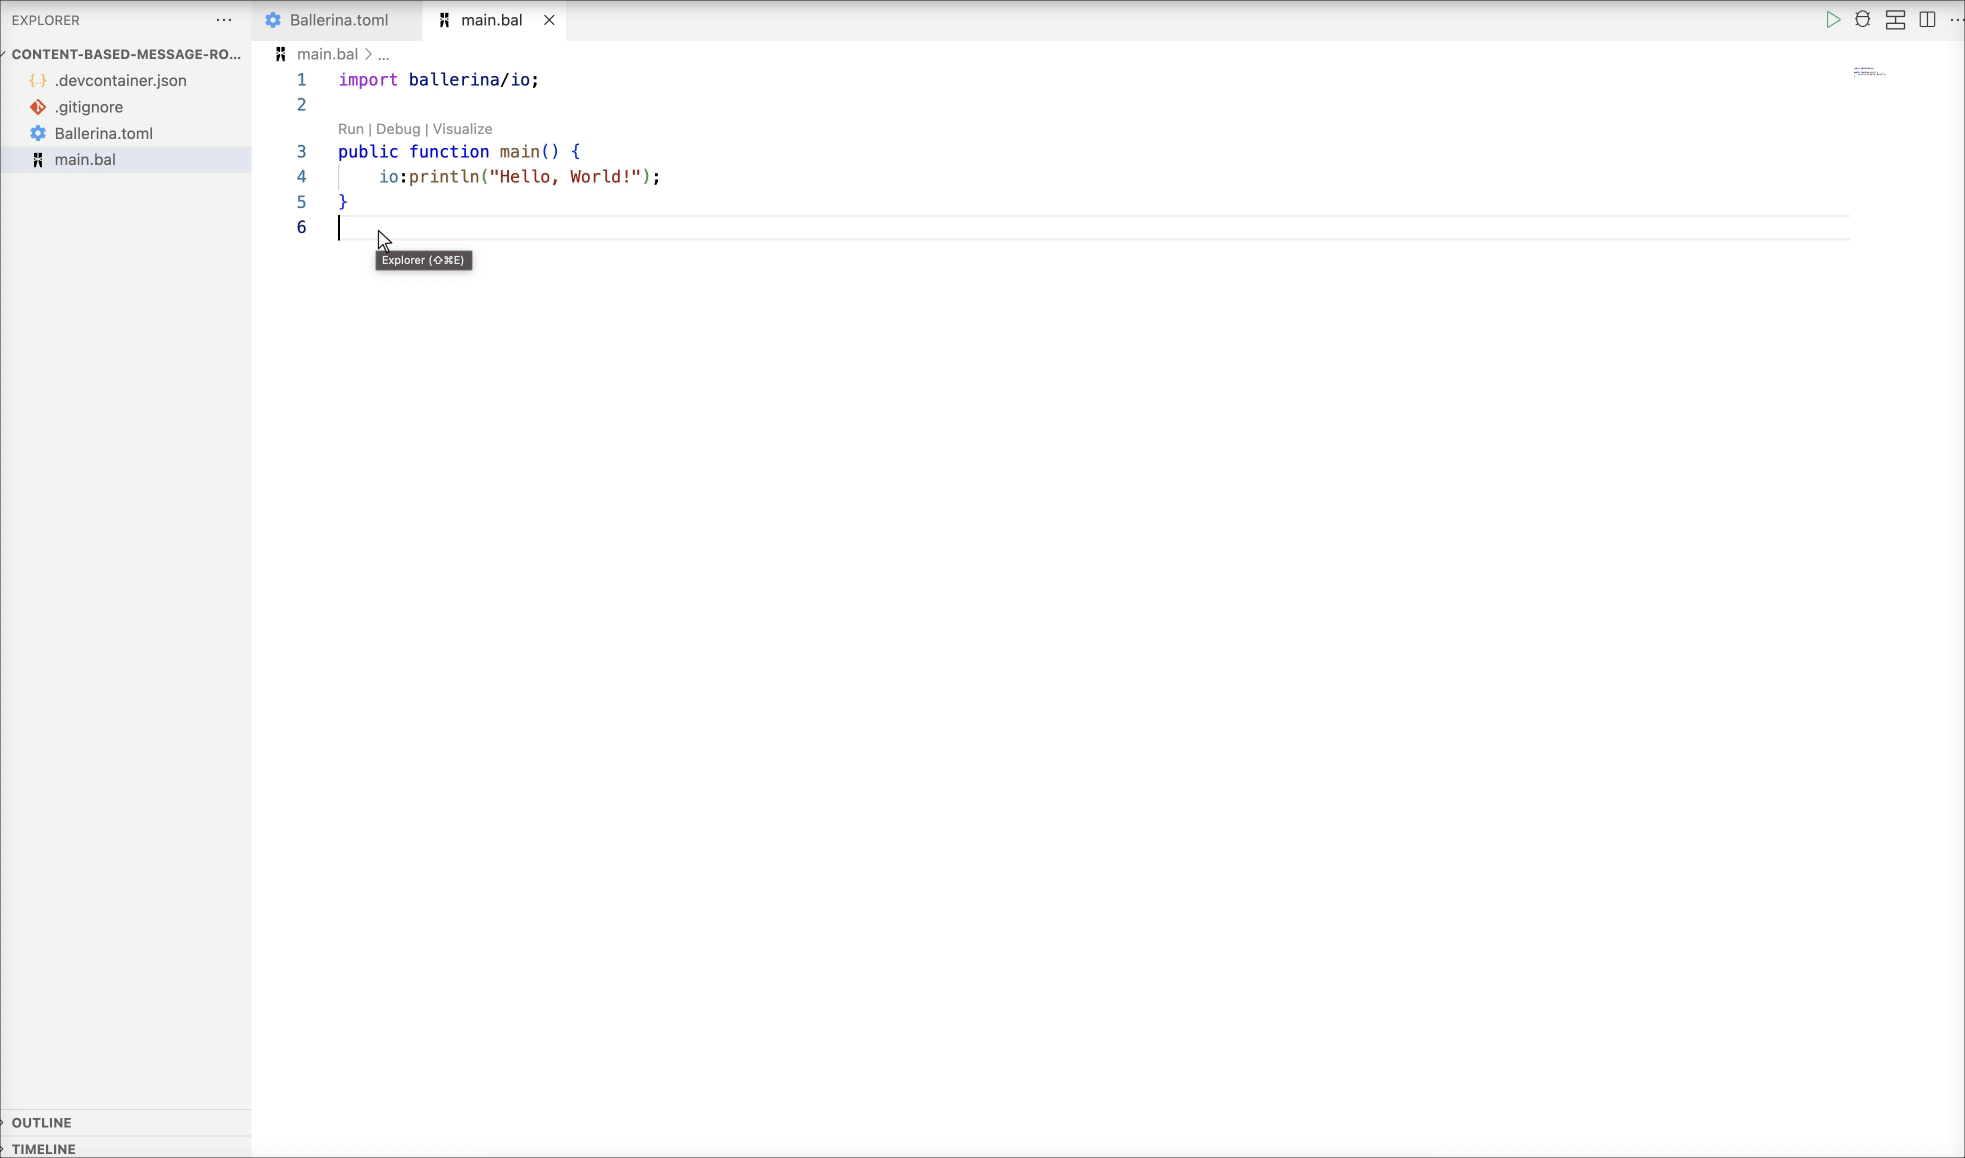 EXPLORER
CONTENT-BASED-MESSAGE-RO...
.devcontainer.json
.gitignore
Ballerina.toml
main.bal
OUTLINE
TIMELINE
Ballerina.toml
main.bal
main.bal > ...
1 import ballerina/io;
2
Run | Debug | Visualize
3 public function main() {
4 io:println("Hello, World!");
5 }
6
Explorer (⇧⌘E)